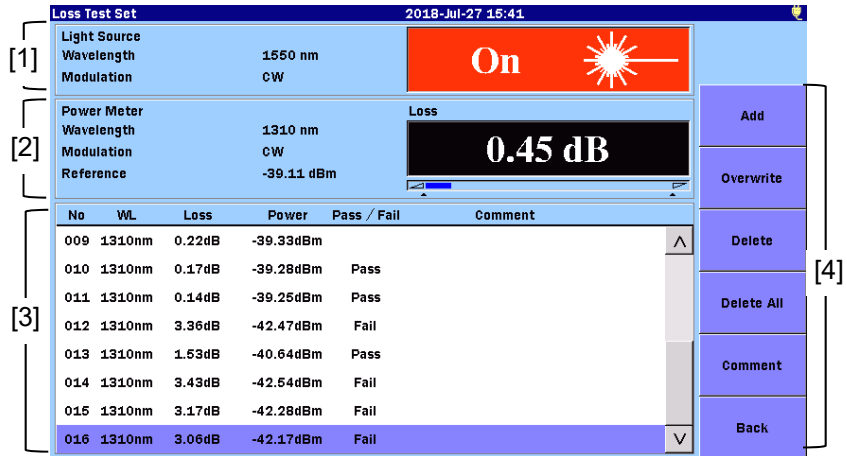 Loss Test Set 2018-Jul-27 15:41
[1]
Light Source
Wavelength 1550 nm
Modulation CW
On
[2]
Power Meter
Wavelength 1310 nm
Modulation CW
Reference -39.11 dBm
Loss
0.45 dB
[3]
No WL Loss Power Pass / Fail Comment
009 1310nm 0.22dB -39.33dBm
010 1310nm 0.17dB -39.28dBm Pass
011 1310nm 0.14dB -39.25dBm Pass
012 1310nm 3.36dB -42.47dBm Fail
013 1310nm 1.53dB -40.64dBm Pass
014 1310nm 3.43dB -42.54dBm Fail
015 1310nm 3.17dB -42.28dBm Fail
016 1310nm 3.06dB -42.17dBm Fail
Add
Overwrite
Delete
Delete All
Comment
Back
[4]